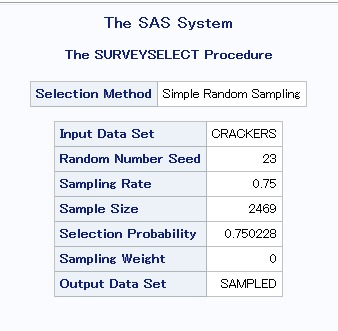 The SAS System
The SURVEYSELECT Procedure
Selection Method Simple Random Sampling
Input Data Set CRACKERS
Random Number Seed 23
Sampling Rate 0.75
Sample Size 2469
Selection Probability 0.750228
Sampling Weight 0
Output Data Set SAMPLED